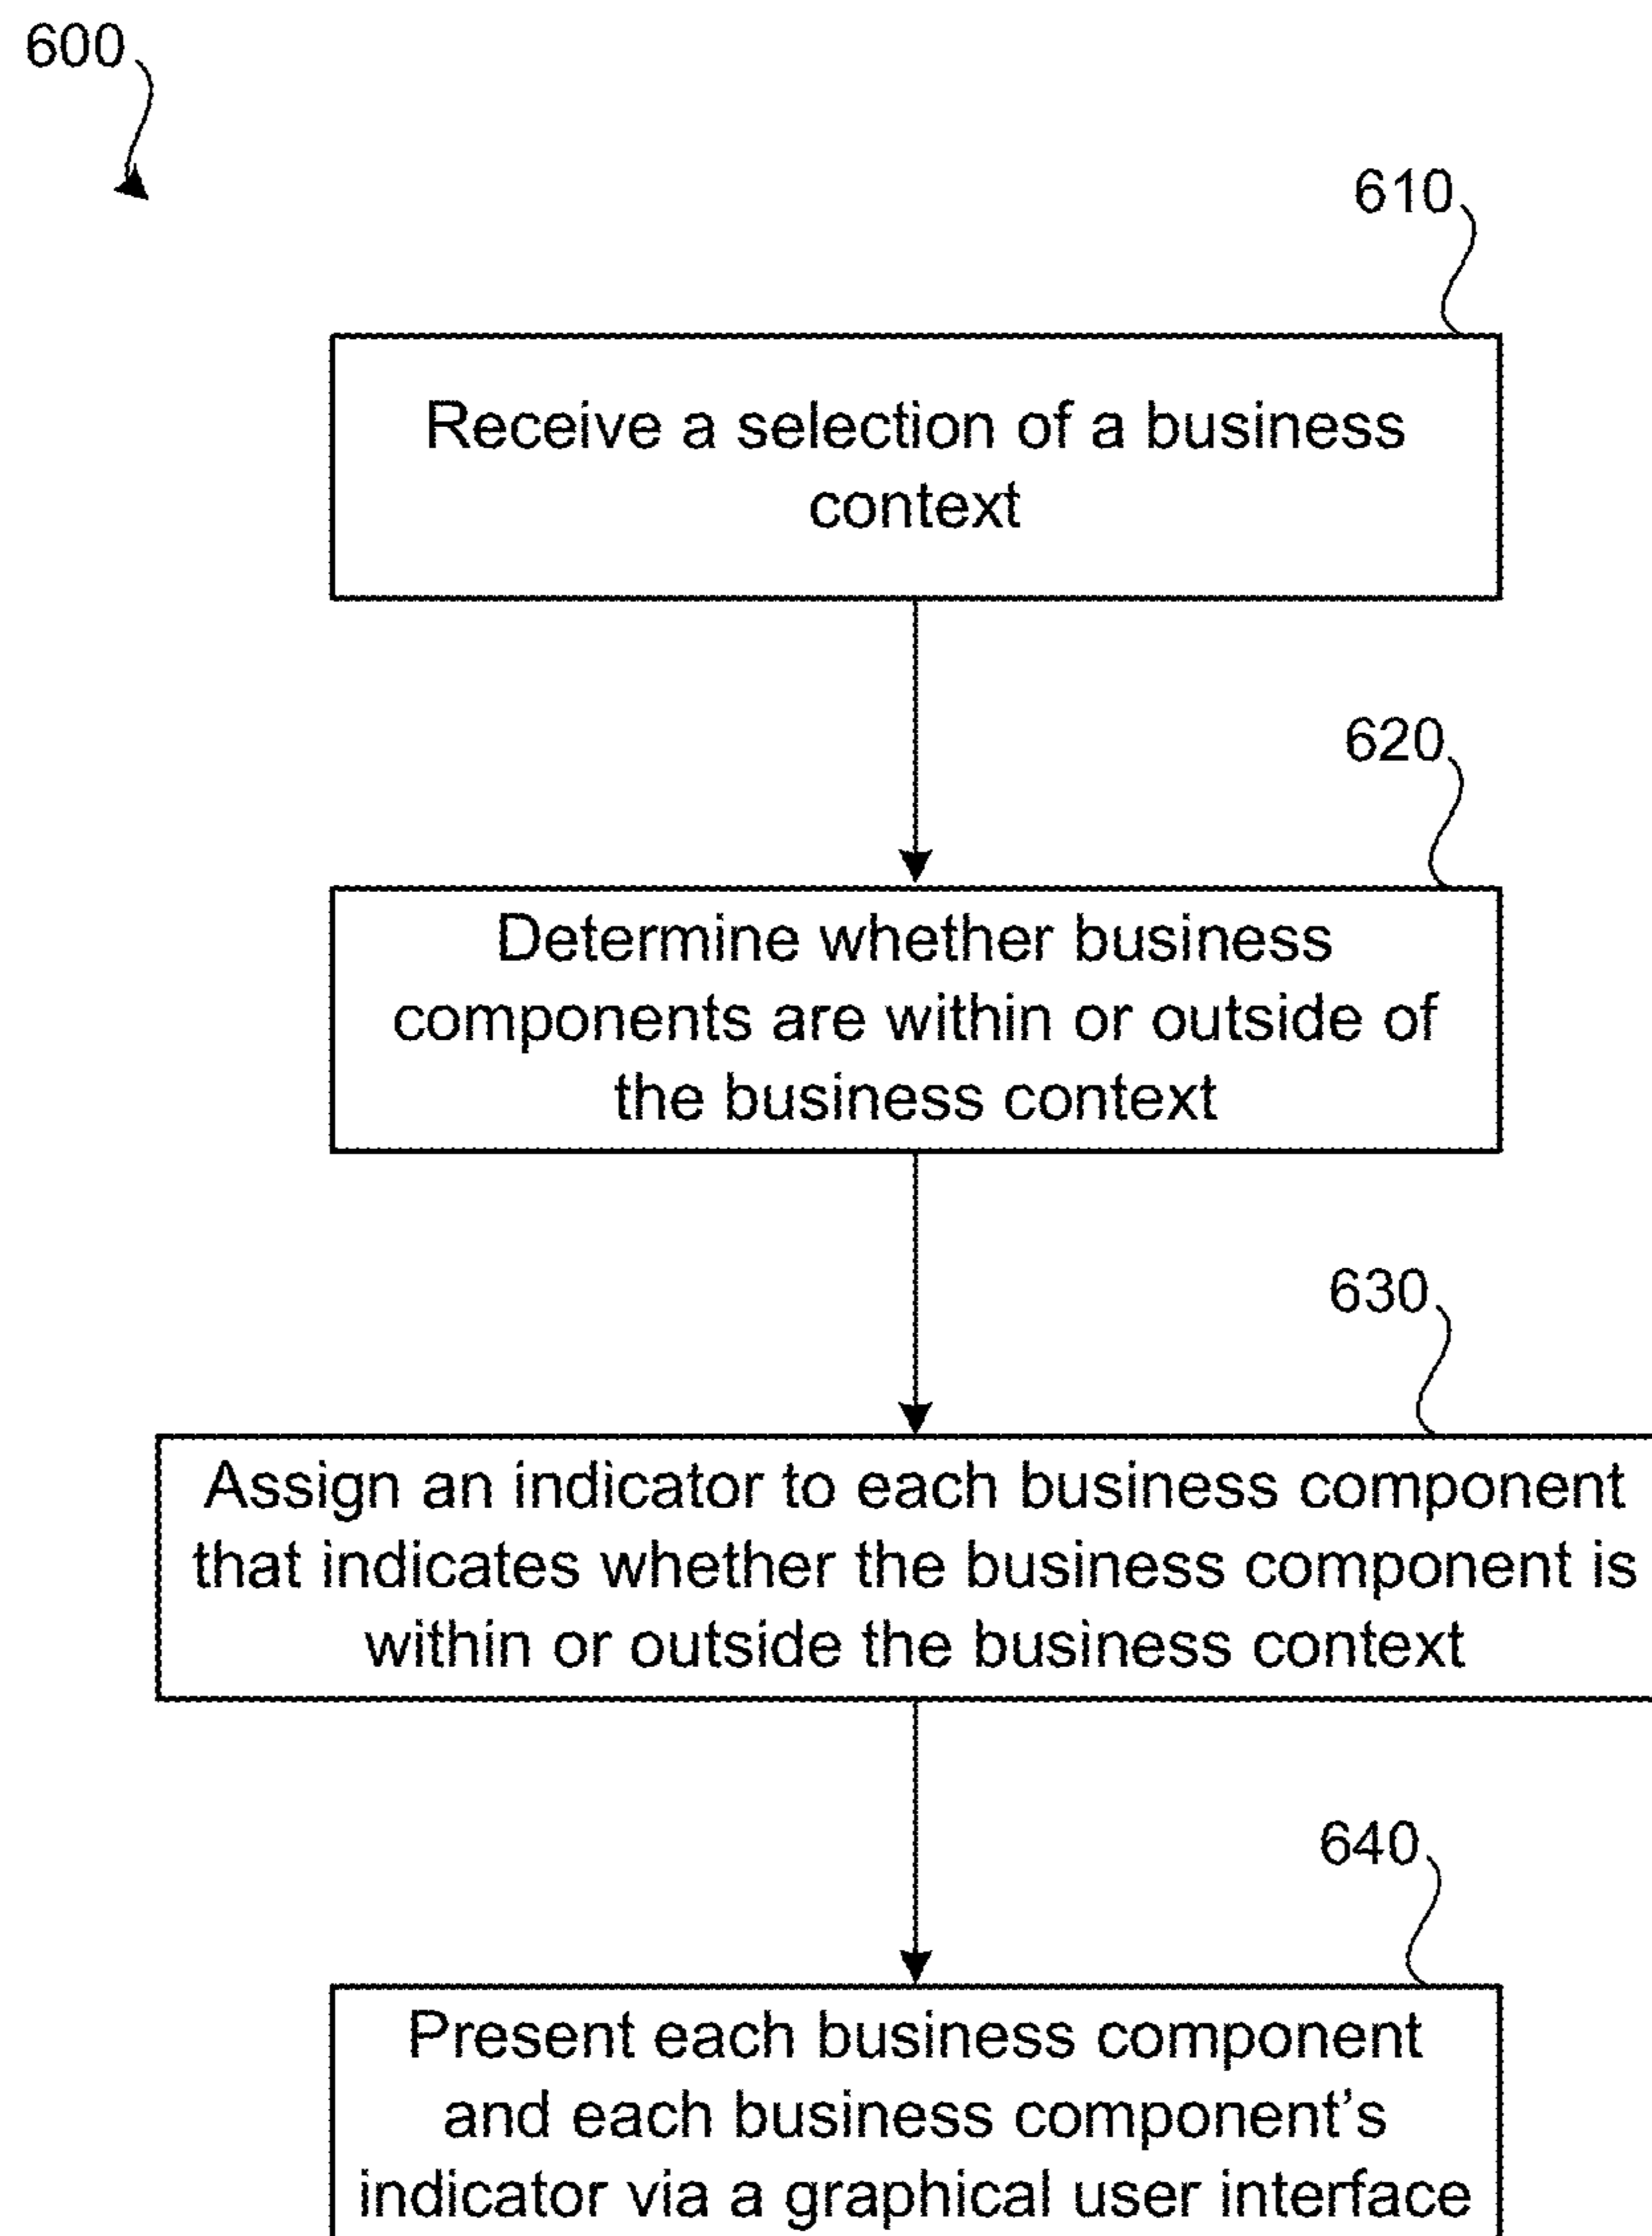 600
610
Receive a selection of a business
context
620
Determine whether business
components are within or outside of
the business context
630
Assign an indicator to each business component
that indicates whether the business component is
within or outside the business context
640
Present each business component
and each business component's
indicator via a graphical user interface